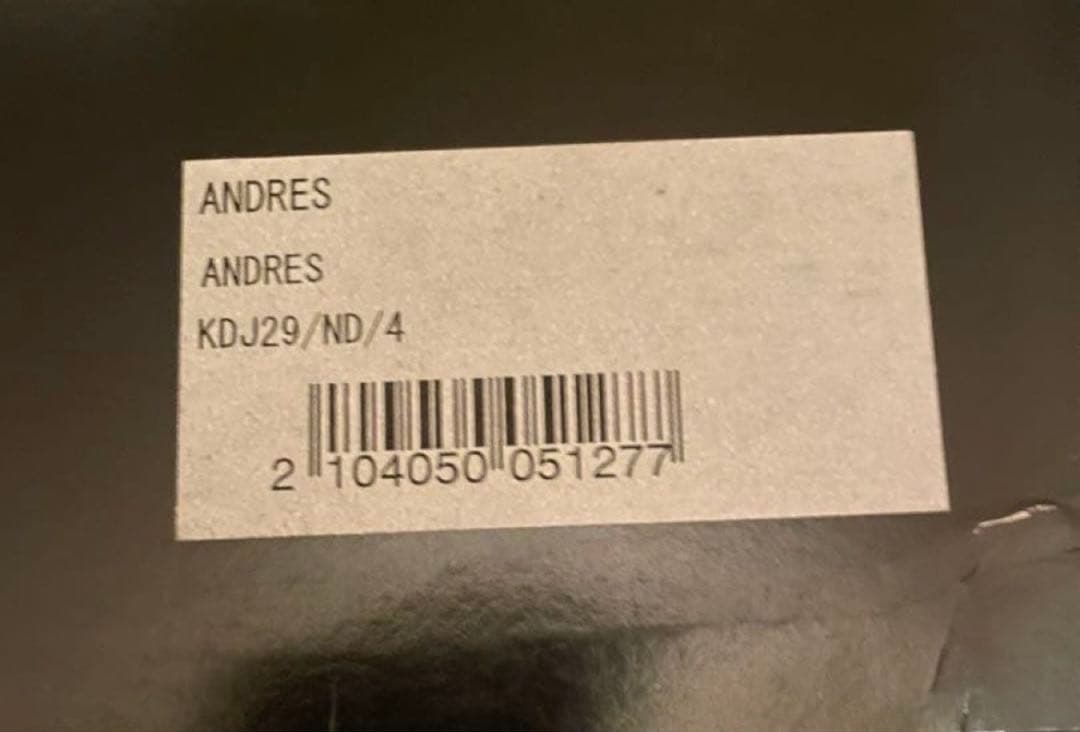 ANDRES
ANDRES
KDJ29/ND/4
2 104050 051277